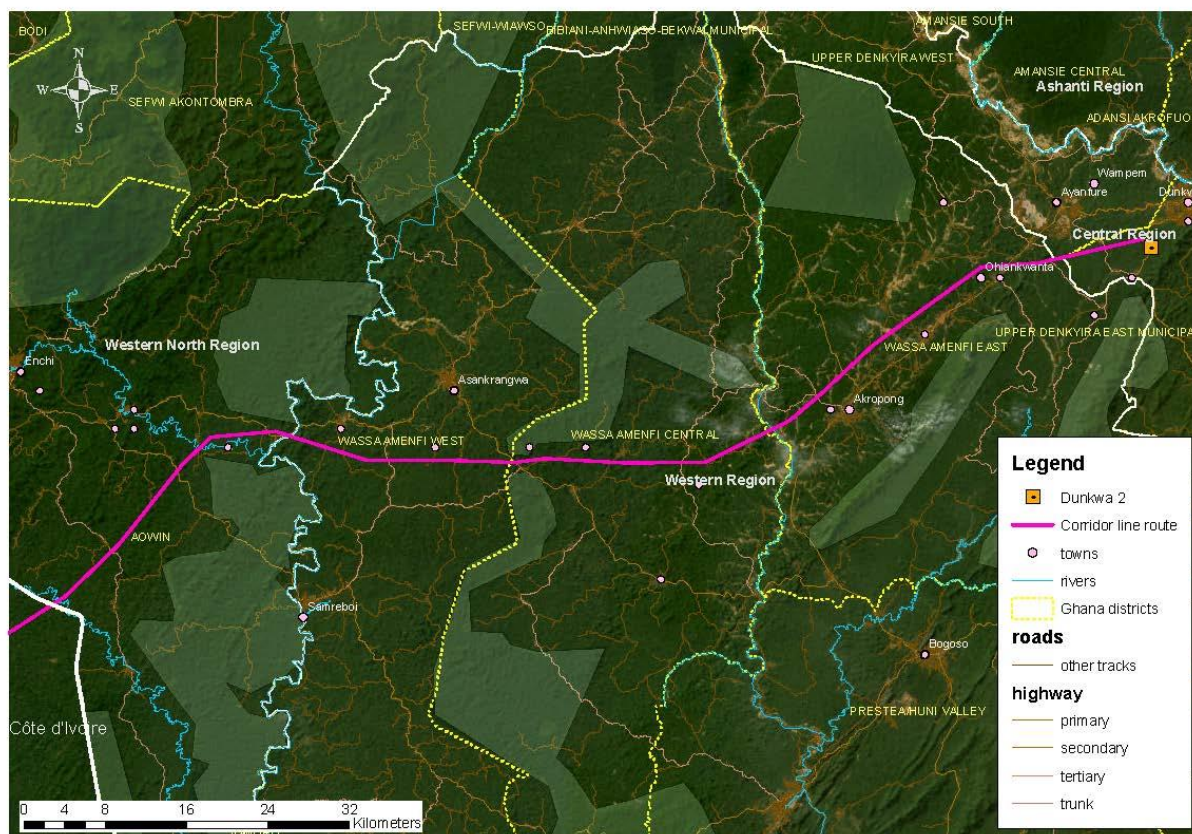 BODI
SEFWI-WIAWSO
BIBIANI-ANHWIASO-BEKWAI MUNICIPAL
AMANSIE SOUTH
UPPER DENKYIRA WEST
AMANSIE CENTRAL
Ashanti Region
N
W E
S
SEFWI AKONTOMBRA
ADANSI AKROFUO
Wampem
Ayanfure
Dunkw
Central Region
Ohiankwanta
Western North Region
WASSA AMENFI EAST
UPPER DENKYIRA EAST MUNICIPA
Enchi
Asankrangwa
Akropong
WASSA AMENFI WEST
WASSA AMENFI CENTRAL
Western Region
AOWIN
Samreboi
Bogoso
PRESTEA/HUNI VALLEY
Côte d'Ivoire
Legend
Dunkwa 2
Corridor line route
towns
rivers
Ghana districts
roads
other tracks
highway
primary
secondary
tertiary
trunk
0 4 8 16 24 32
Kilometers